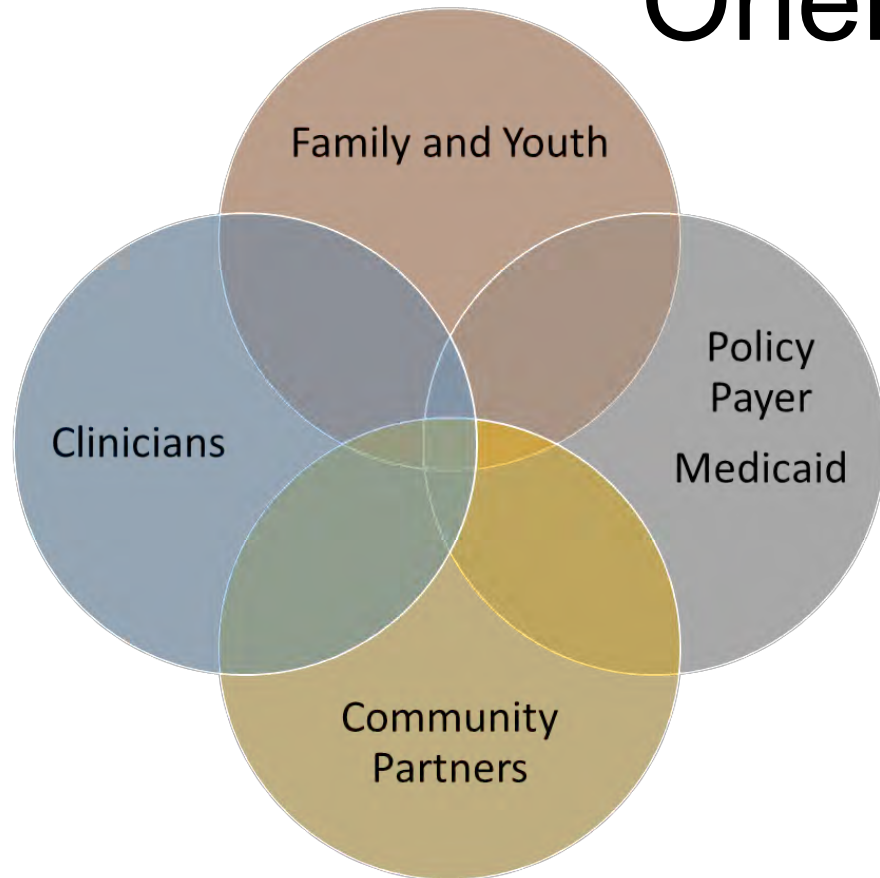 Family and Youth
Policy
Payer
Medicaid
Clinicians
Community
Partners